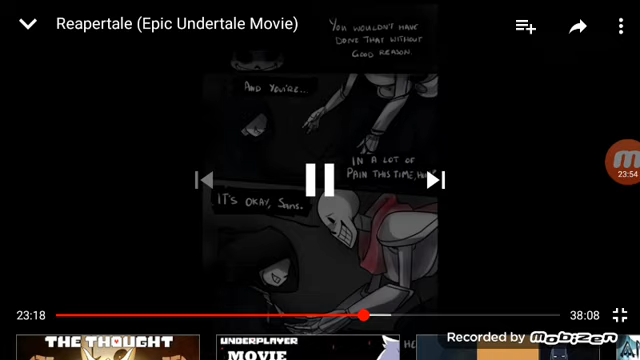 Reapertale (Epic Undertale Movie)
YOU WOULDN'T HAVE
DONE THAT WITHOUT
GOOD REASON.
AND YOU'RE...
IN A LOT OF
PAIN THIS TIME,
IT'S OKAY, SANS.
23:54
23:18
38:08
THE THOUGHT
UNDERPLAYER
MOVIE
Recorded by mobizen